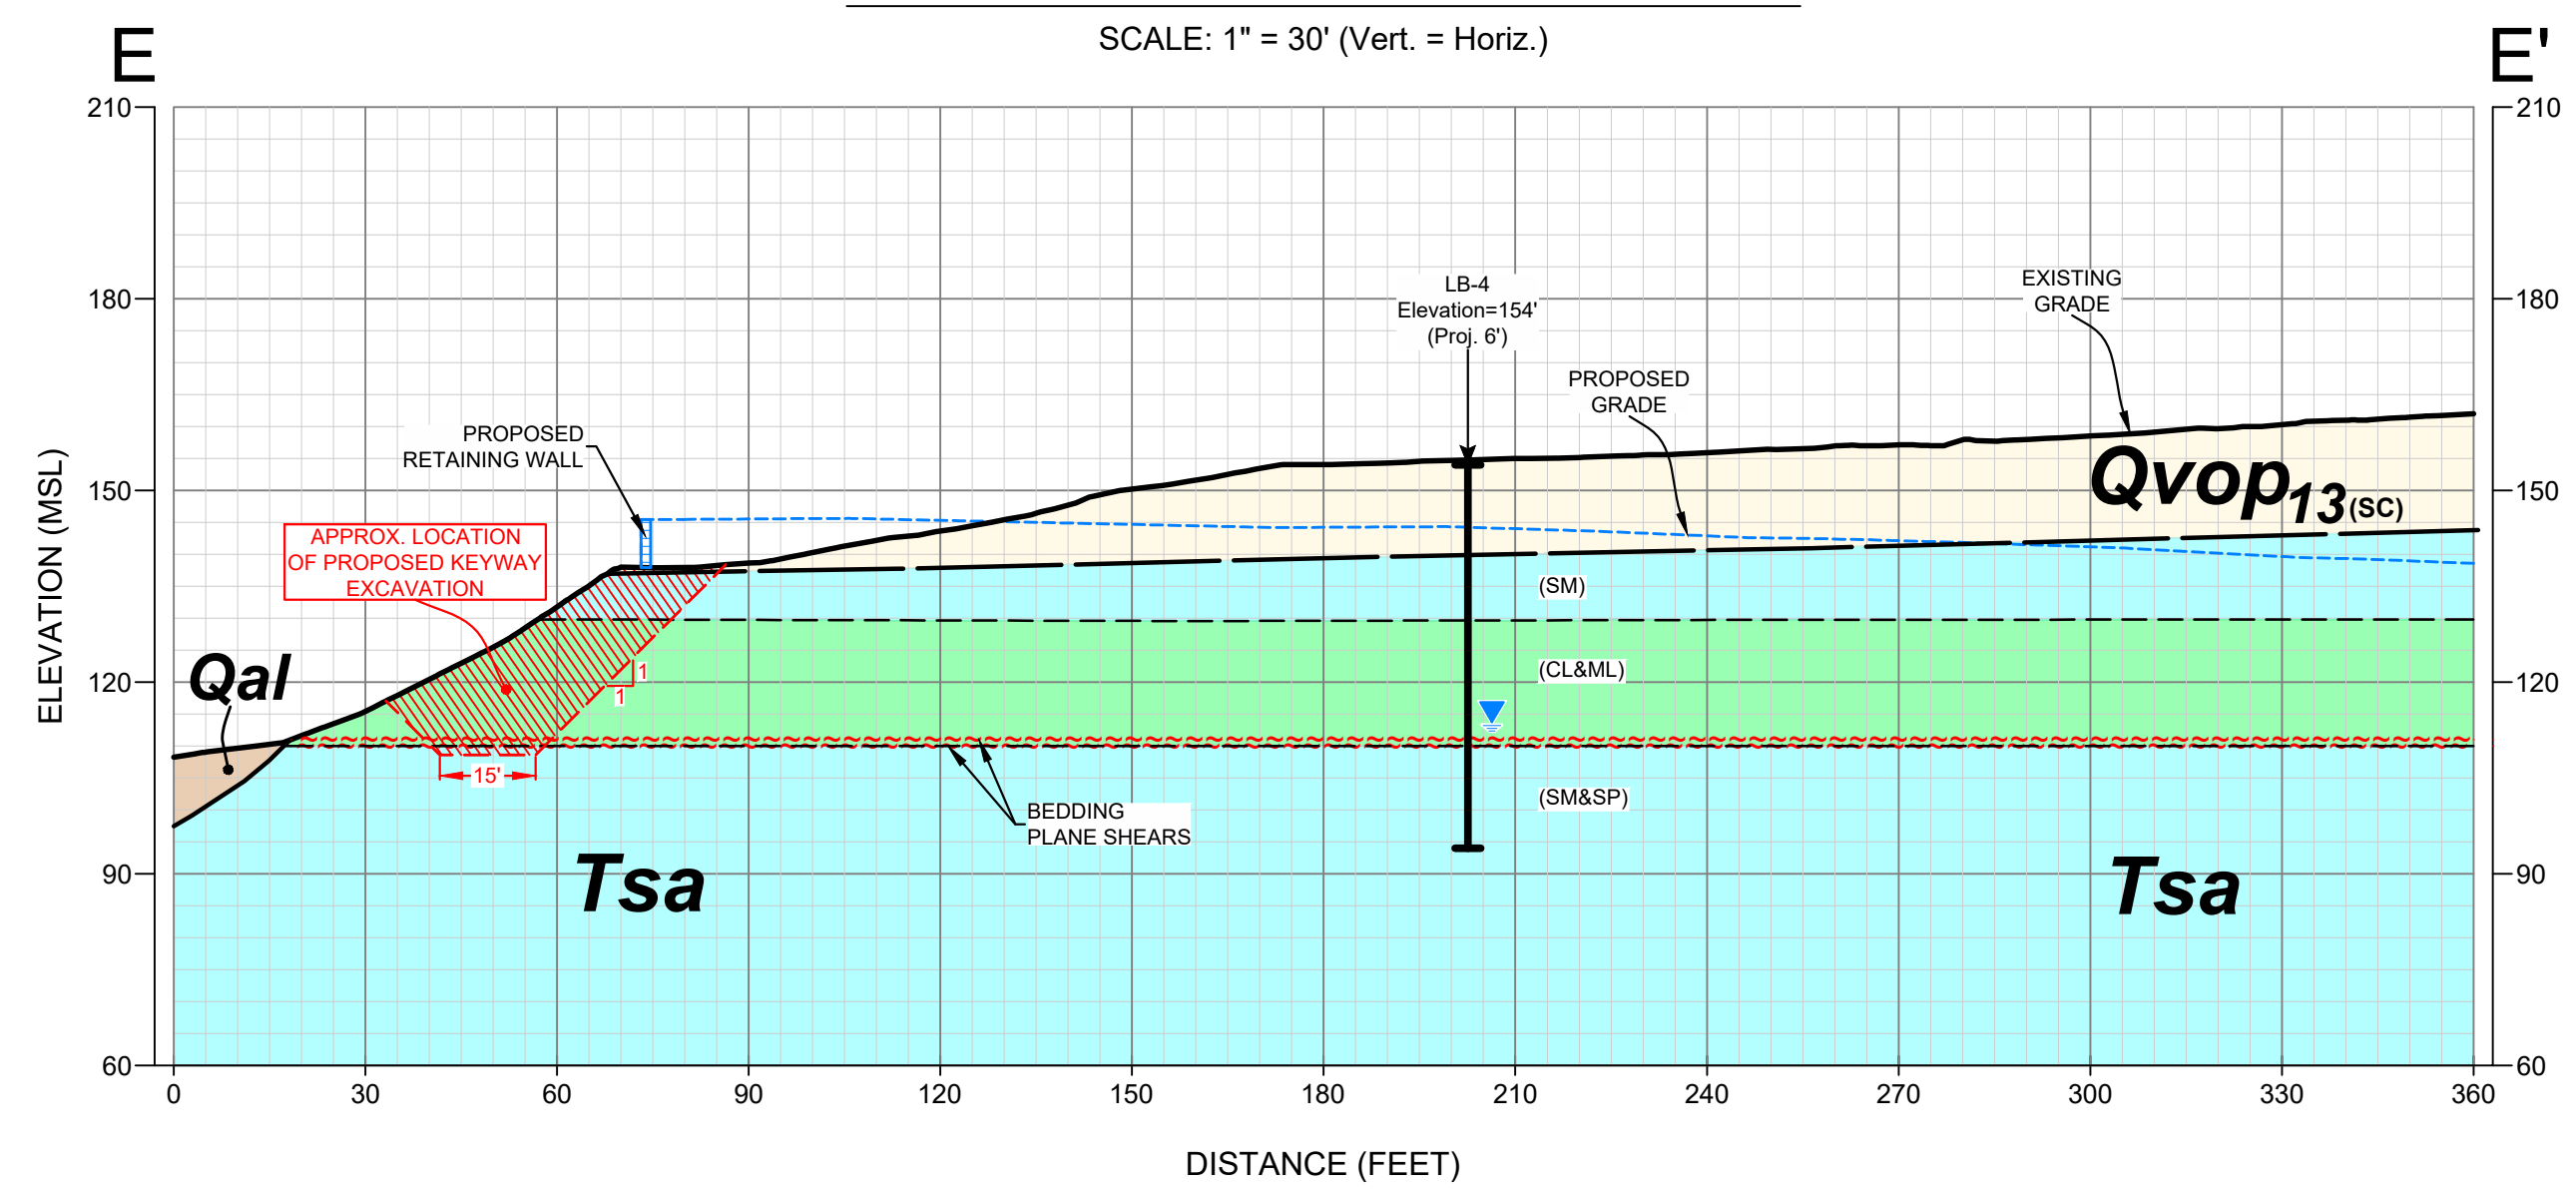 SCALE: 1" = 30' (Vert. = Horiz.)
E
E'
210
210
180
180
150
150
120
120
90
90
60
60
ELEVATION (MSL)
LB-4
Elevation=154'
(Proj. 6')
EXISTING
GRADE
PROPOSED
GRADE
PROPOSED
RETAINING WALL
APPROX. LOCATION
OF PROPOSED KEYWAY
EXCAVATION
Qvop13 (SC)
(SM)
Qal
1
1
(CL&ML)
15'
BEDDING
PLANE SHEARS
(SM&SP)
Tsa
Tsa
0
30
60
90
120
150
180
210
240
270
300
330
360
DISTANCE (FEET)